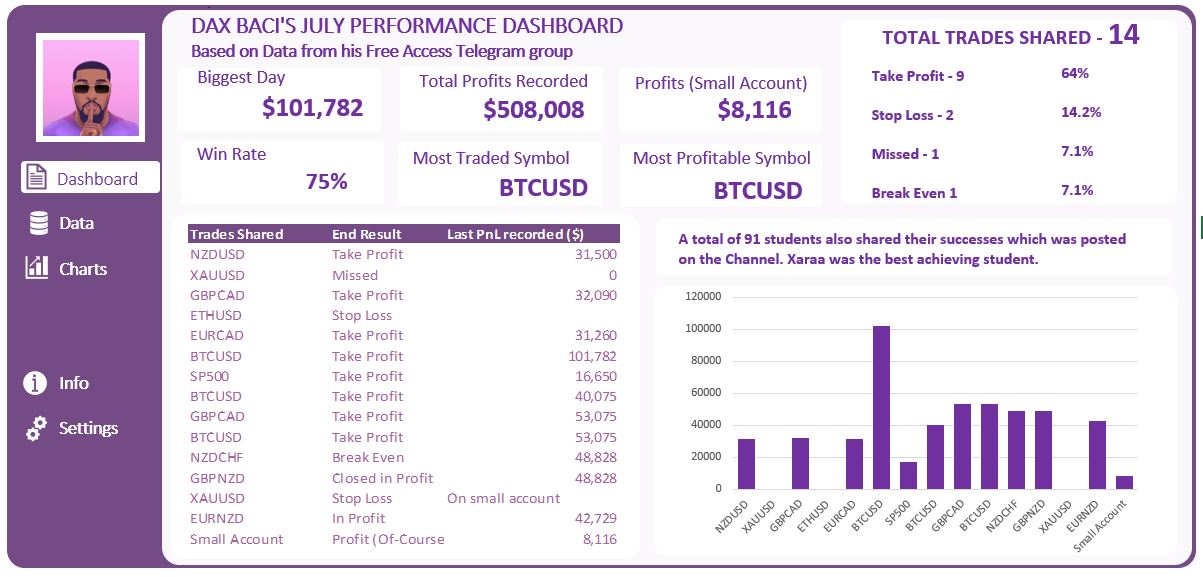 DAX BACI'S JULY PERFORMANCE DASHBOARD
Based on Data from his Free Access Telegram group
Dashboard
Data
Charts
Info
Settings
Biggest Day
$101,782
Total Profits Recorded
$508,008
Profits (Small Account)
$8,116
Win Rate
75%
Most Traded Symbol
BTCUSD
Most Profitable Symbol
BTCUSD
TOTAL TRADES SHARED - 14
Take Profit - 9 64%
Stop Loss - 2 14.2%
Missed - 1 7.1%
Break Even 1 7.1%
Trades Shared End Result Last PnL recorded ($)
NZDUSD Take Profit 31,500
XAUUSD Missed 0
GBPCAD Take Profit 32,090
ETHUSD Stop Loss
EURCAD Take Profit 31,260
BTCUSD Take Profit 101,782
SP500 Take Profit 16,650
BTCUSD Take Profit 40,075
GBPCAD Take Profit 53,075
BTCUSD Take Profit 53,075
NZDCHF Break Even 48,828
GBPNZD Closed in Profit 48,828
XAUUSD Stop Loss On small account
EURNZD In Profit 42,729
Small Account Profit (Of-Course 8,116
A total of 91 students also shared their successes which was posted
on the Channel. Xaraa was the best achieving student.
120000
100000
80000
60000
40000
20000
0
NZDUSD
XAUUSD
GBPCAD
ETHUSD
EURCAD
BTCUSD
SP500
BTCUSD
GBPCAD
BTCUSD
NZDCHF
GBPNZD
XAUUSD
EURNZD
Small Account